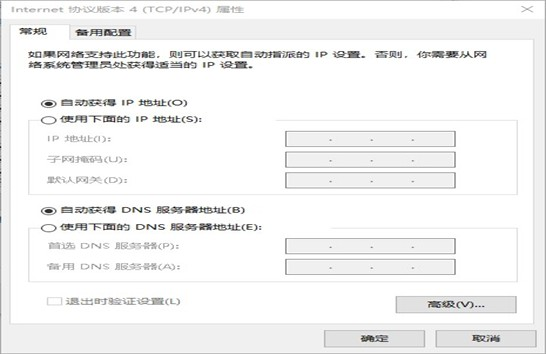 Internet 协议版本 4 (TCP/IPv4) 属性
常规 备用配置
如果网络支持此功能，则可以获取自动指派的 IP 设置。否则，你需要从网
络系统管理员处获得适当的 IP 设置。
自动获得 IP 地址(O)
使用下面的 IP 地址(S):
IP 地址(I):
子网掩码(U):
默认网关(D):
自动获得 DNS 服务器地址(B)
使用下面的 DNS 服务器地址(E):
首选 DNS 服务器(P):
备用 DNS 服务器(A):
退出时验证设置(L)
高级(V)...
确定 取消